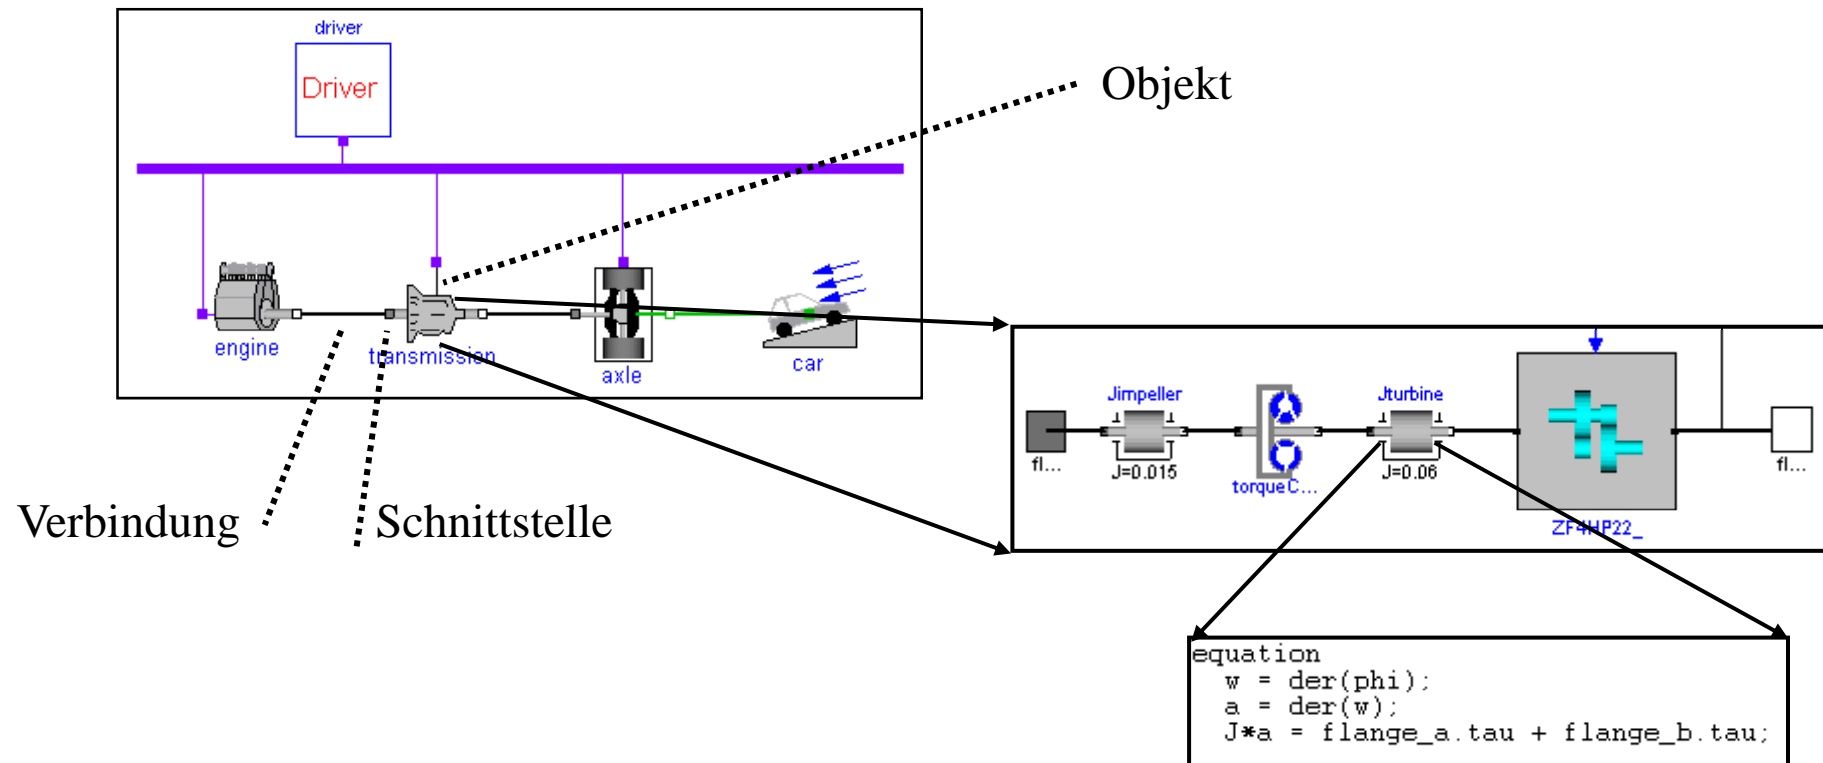 driver
Driver
Objekt
engine
transmission
axle
car
Verbindung
Schnittstelle
Jimpeller
Jturbine
fl...
J=0.015
torqueC...
J=0.06
fl...
ZF4HP22_
equation
w = der(phi);
a = der(w);
J*a = flange_a.tau + flange_b.tau;